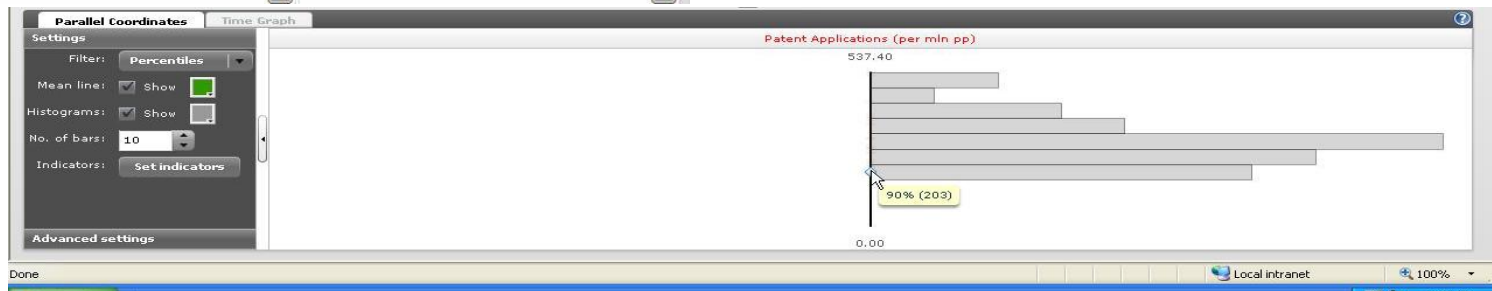 Parallel Coordinates Time Graph
Settings
Patent Applications (per mln pp)
Filter: Percentiles
537.40
Mean line: Show
Histograms: Show
No. of bars: 10
Indicators: Set indicators
90% (203)
Advanced settings
0.00
Done Local intranet 100%